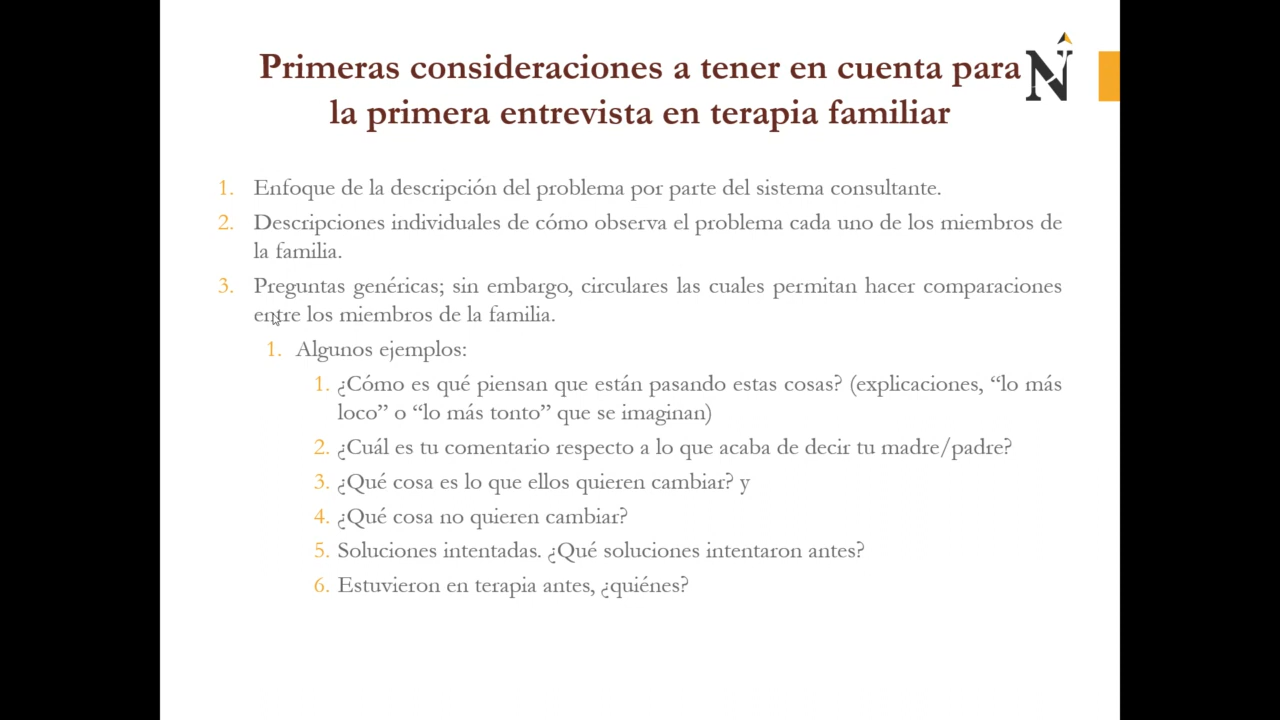 Primeras consideraciones a tener en cuenta para
la primera entrevista en terapia familiar
N
1. Enfoque de la descripción del problema por parte del sistema consultante.
2. Descripciones individuales de cómo observa el problema cada uno de los miembros de
la familia.
3. Preguntas genéricas; sin embargo, circulares las cuales permitan hacer comparaciones
entre los miembros de la familia.
1. Algunos ejemplos:
1. ¿Cómo es qué piensan que están pasando estas cosas? (explicaciones, “lo más
loco” o “lo más tonto” que se imaginan)
2. ¿Cuál es tu comentario respecto a lo que acaba de decir tu madre/padre?
3. ¿Qué cosa es lo que ellos quieren cambiar? y
4. ¿Qué cosa no quieren cambiar?
5. Soluciones intentadas. ¿Qué soluciones intentaron antes?
6. Estuvieron en terapia antes, ¿quiénes?